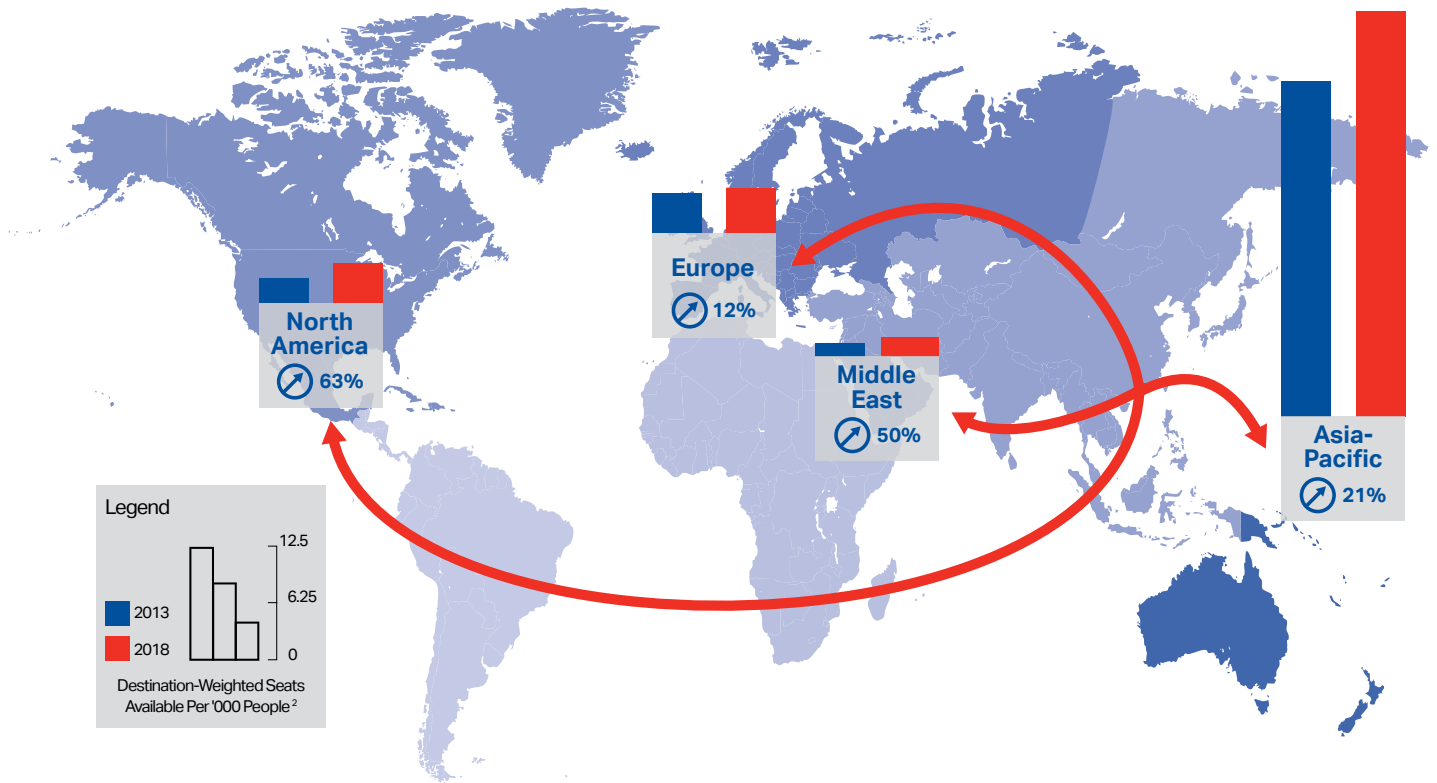 North
America
63%
Europe
12%
Middle
East
50%
Asia-
Pacific
21%
Legend
2013
2018
12.5
6.25
0
Destination-Weighted Seats
Available Per '000 People 2